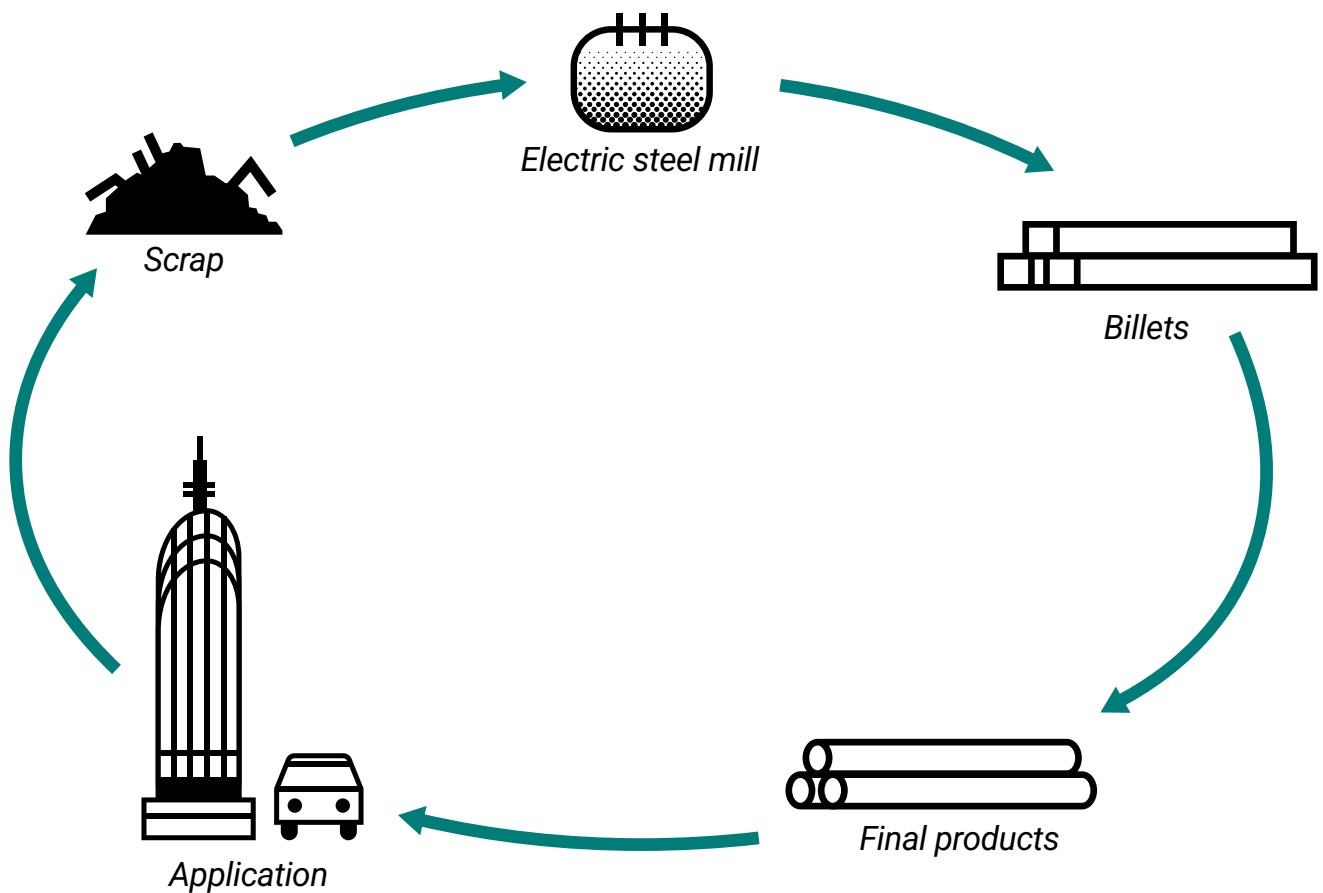 Electric steel mill
Scrap
Billets
Final products
Application